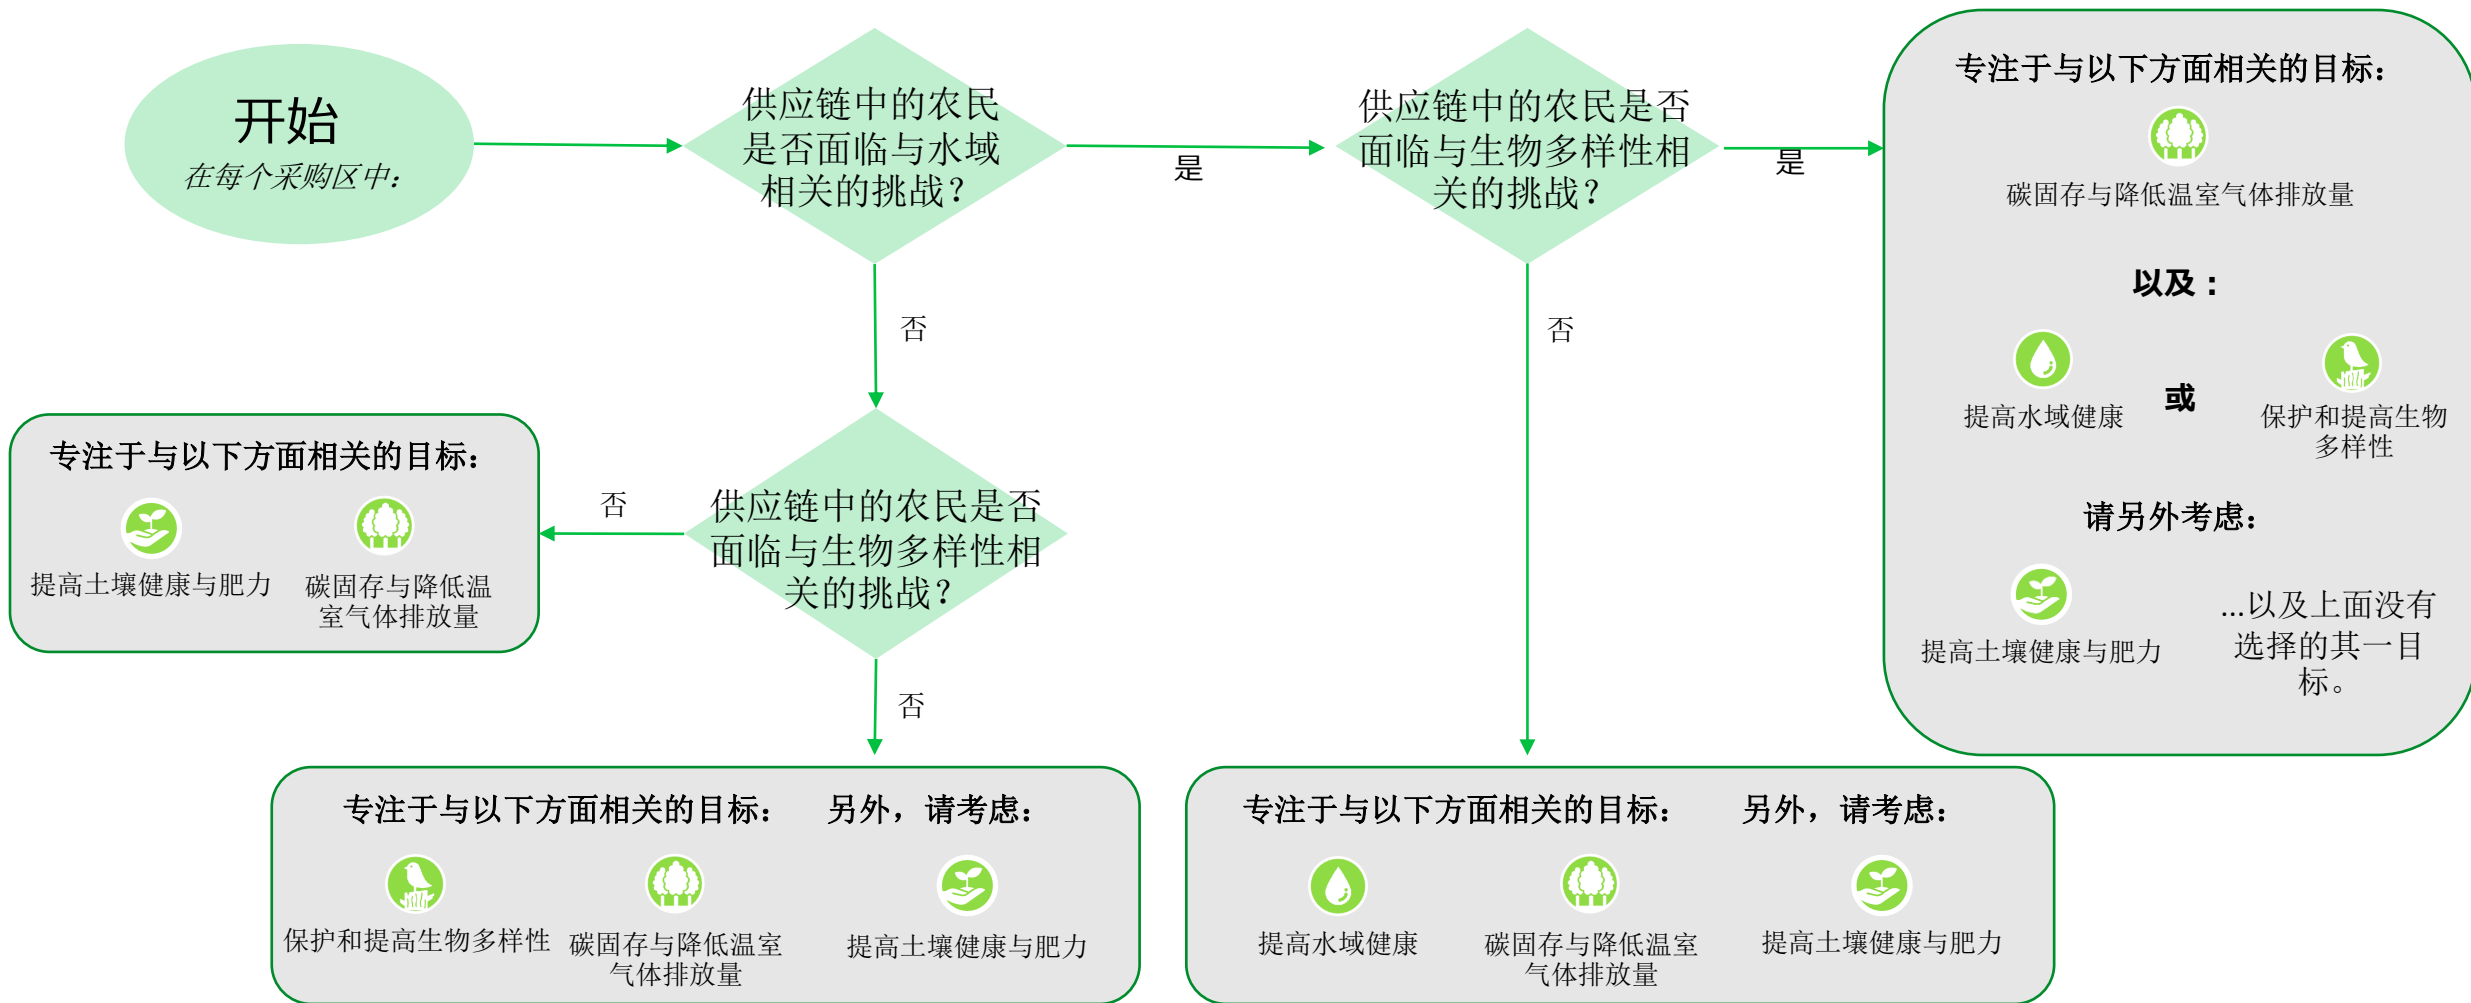 开始
在每个采购区中：
供应链中的农民
是否面临与水域
相关的挑战？
是
供应链中的农民是否
面临与生物多样性相
关的挑战？
是
专注于与以下方面相关的目标：
碳固存与降低温室气体排放量
以及：
提高水域健康
或
保护和提高生物
多样性
请另外考虑：
提高土壤健康与肥力
...以及上面没有
选择的其一目
标。
否
否
供应链中的农民是否
面临与生物多样性相
关的挑战？
否
专注于与以下方面相关的目标：
提高土壤健康与肥力
碳固存与降低温
室气体排放量
否
专注于与以下方面相关的目标：
另外，请考虑：
保护和提高生物多样性
碳固存与降低温室
气体排放量
提高土壤健康与肥力
专注于与以下方面相关的目标：
另外，请考虑：
提高水域健康
碳固存与降低温室
气体排放量
提高土壤健康与肥力